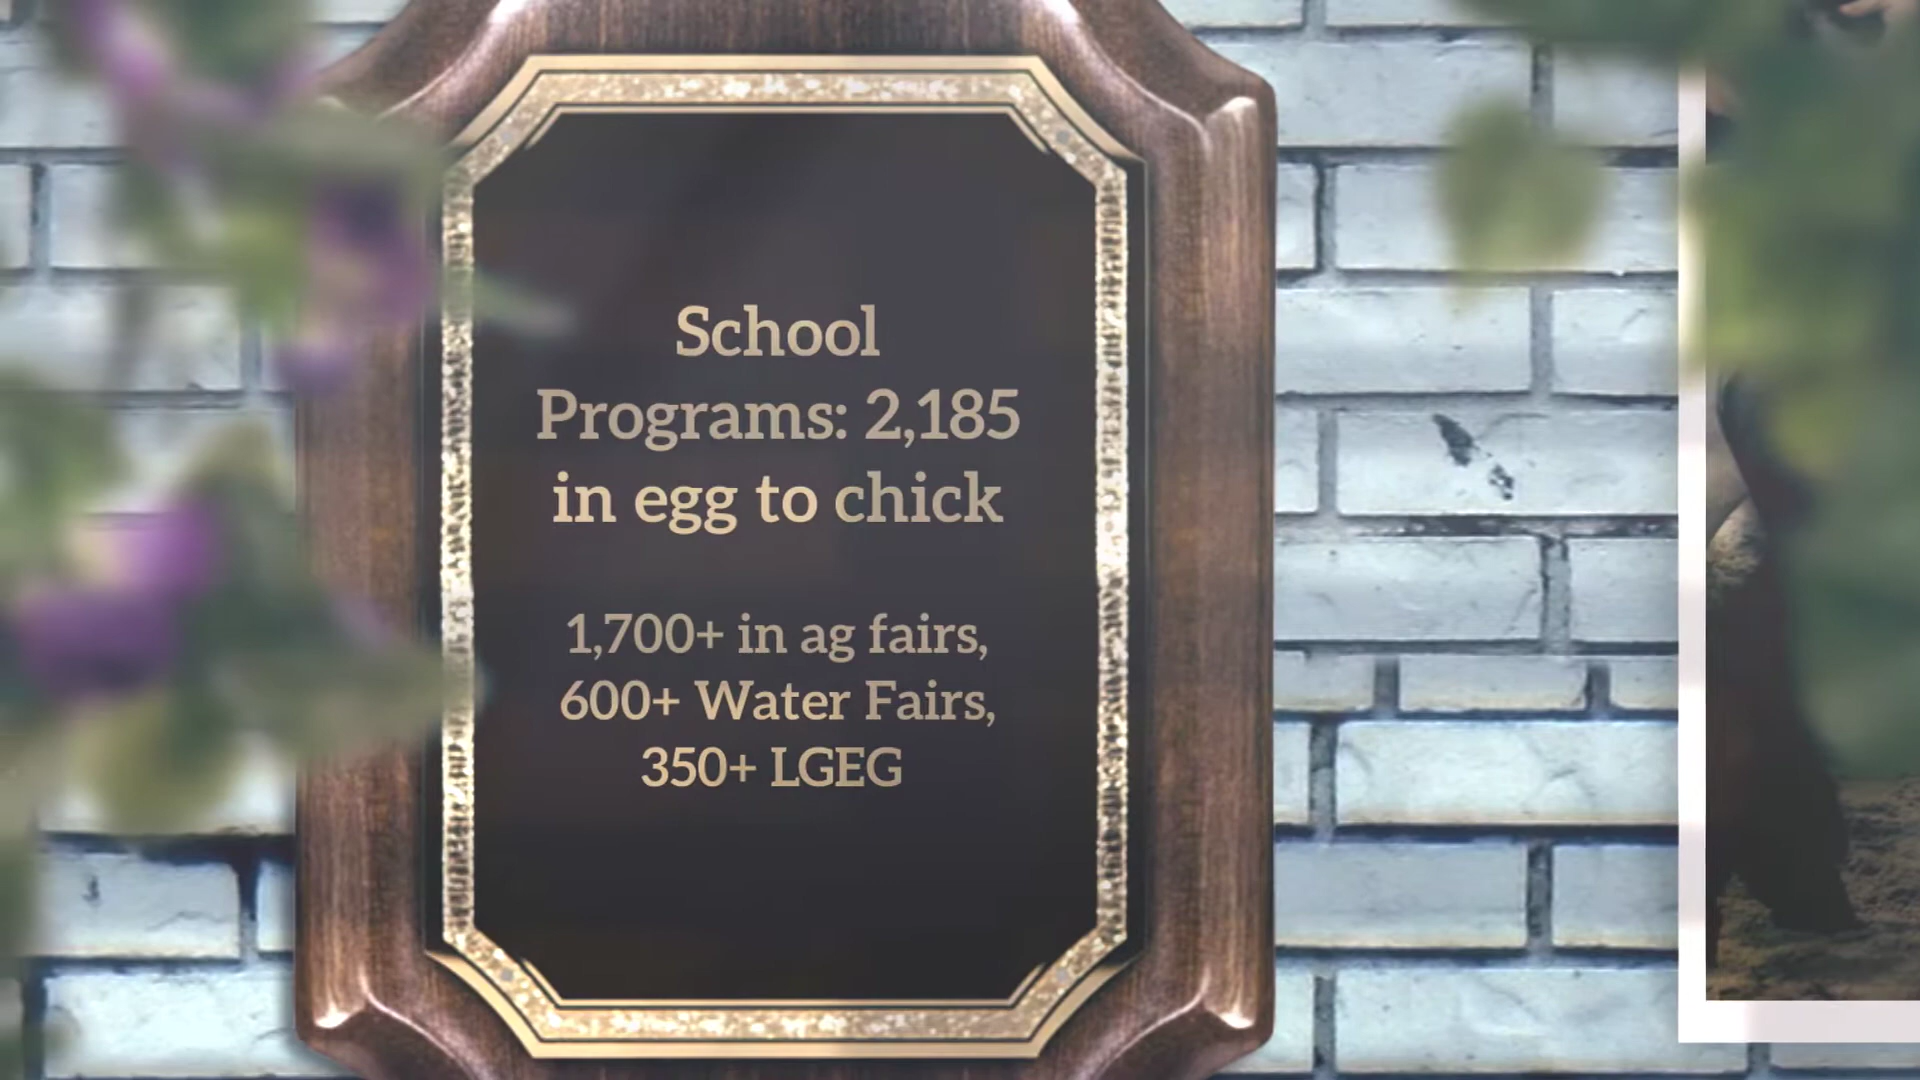 School
Programs: 2,185
in egg to chick
1,700+ in ag fairs,
600+ Water Fairs,
350+ LGEG